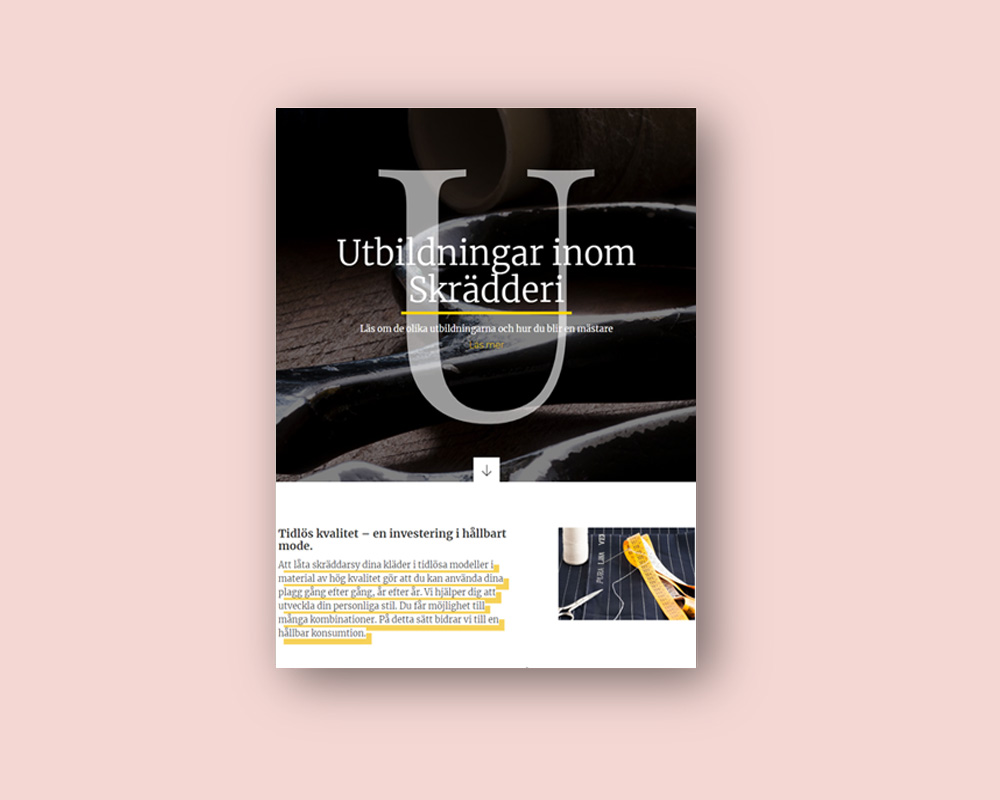 U
Utbildningar inom
Skrädderi
Läs om de olika utbildningarna och hur du blir en mästare
Läs mer
Tidlös kvalitet – en investering i hållbart
mode.
Att låta skräddarsy dina kläder i tidlösa modeller i
material av hög kvalitet gör att du kan använda dina
plagg gång efter gång, år efter år. Vi hjälper dig att
utveckla din personliga stil. Du får möjlighet till
många kombinationer. På detta sätt bidrar vi till en
hållbar konsumtion.
PURA LANA